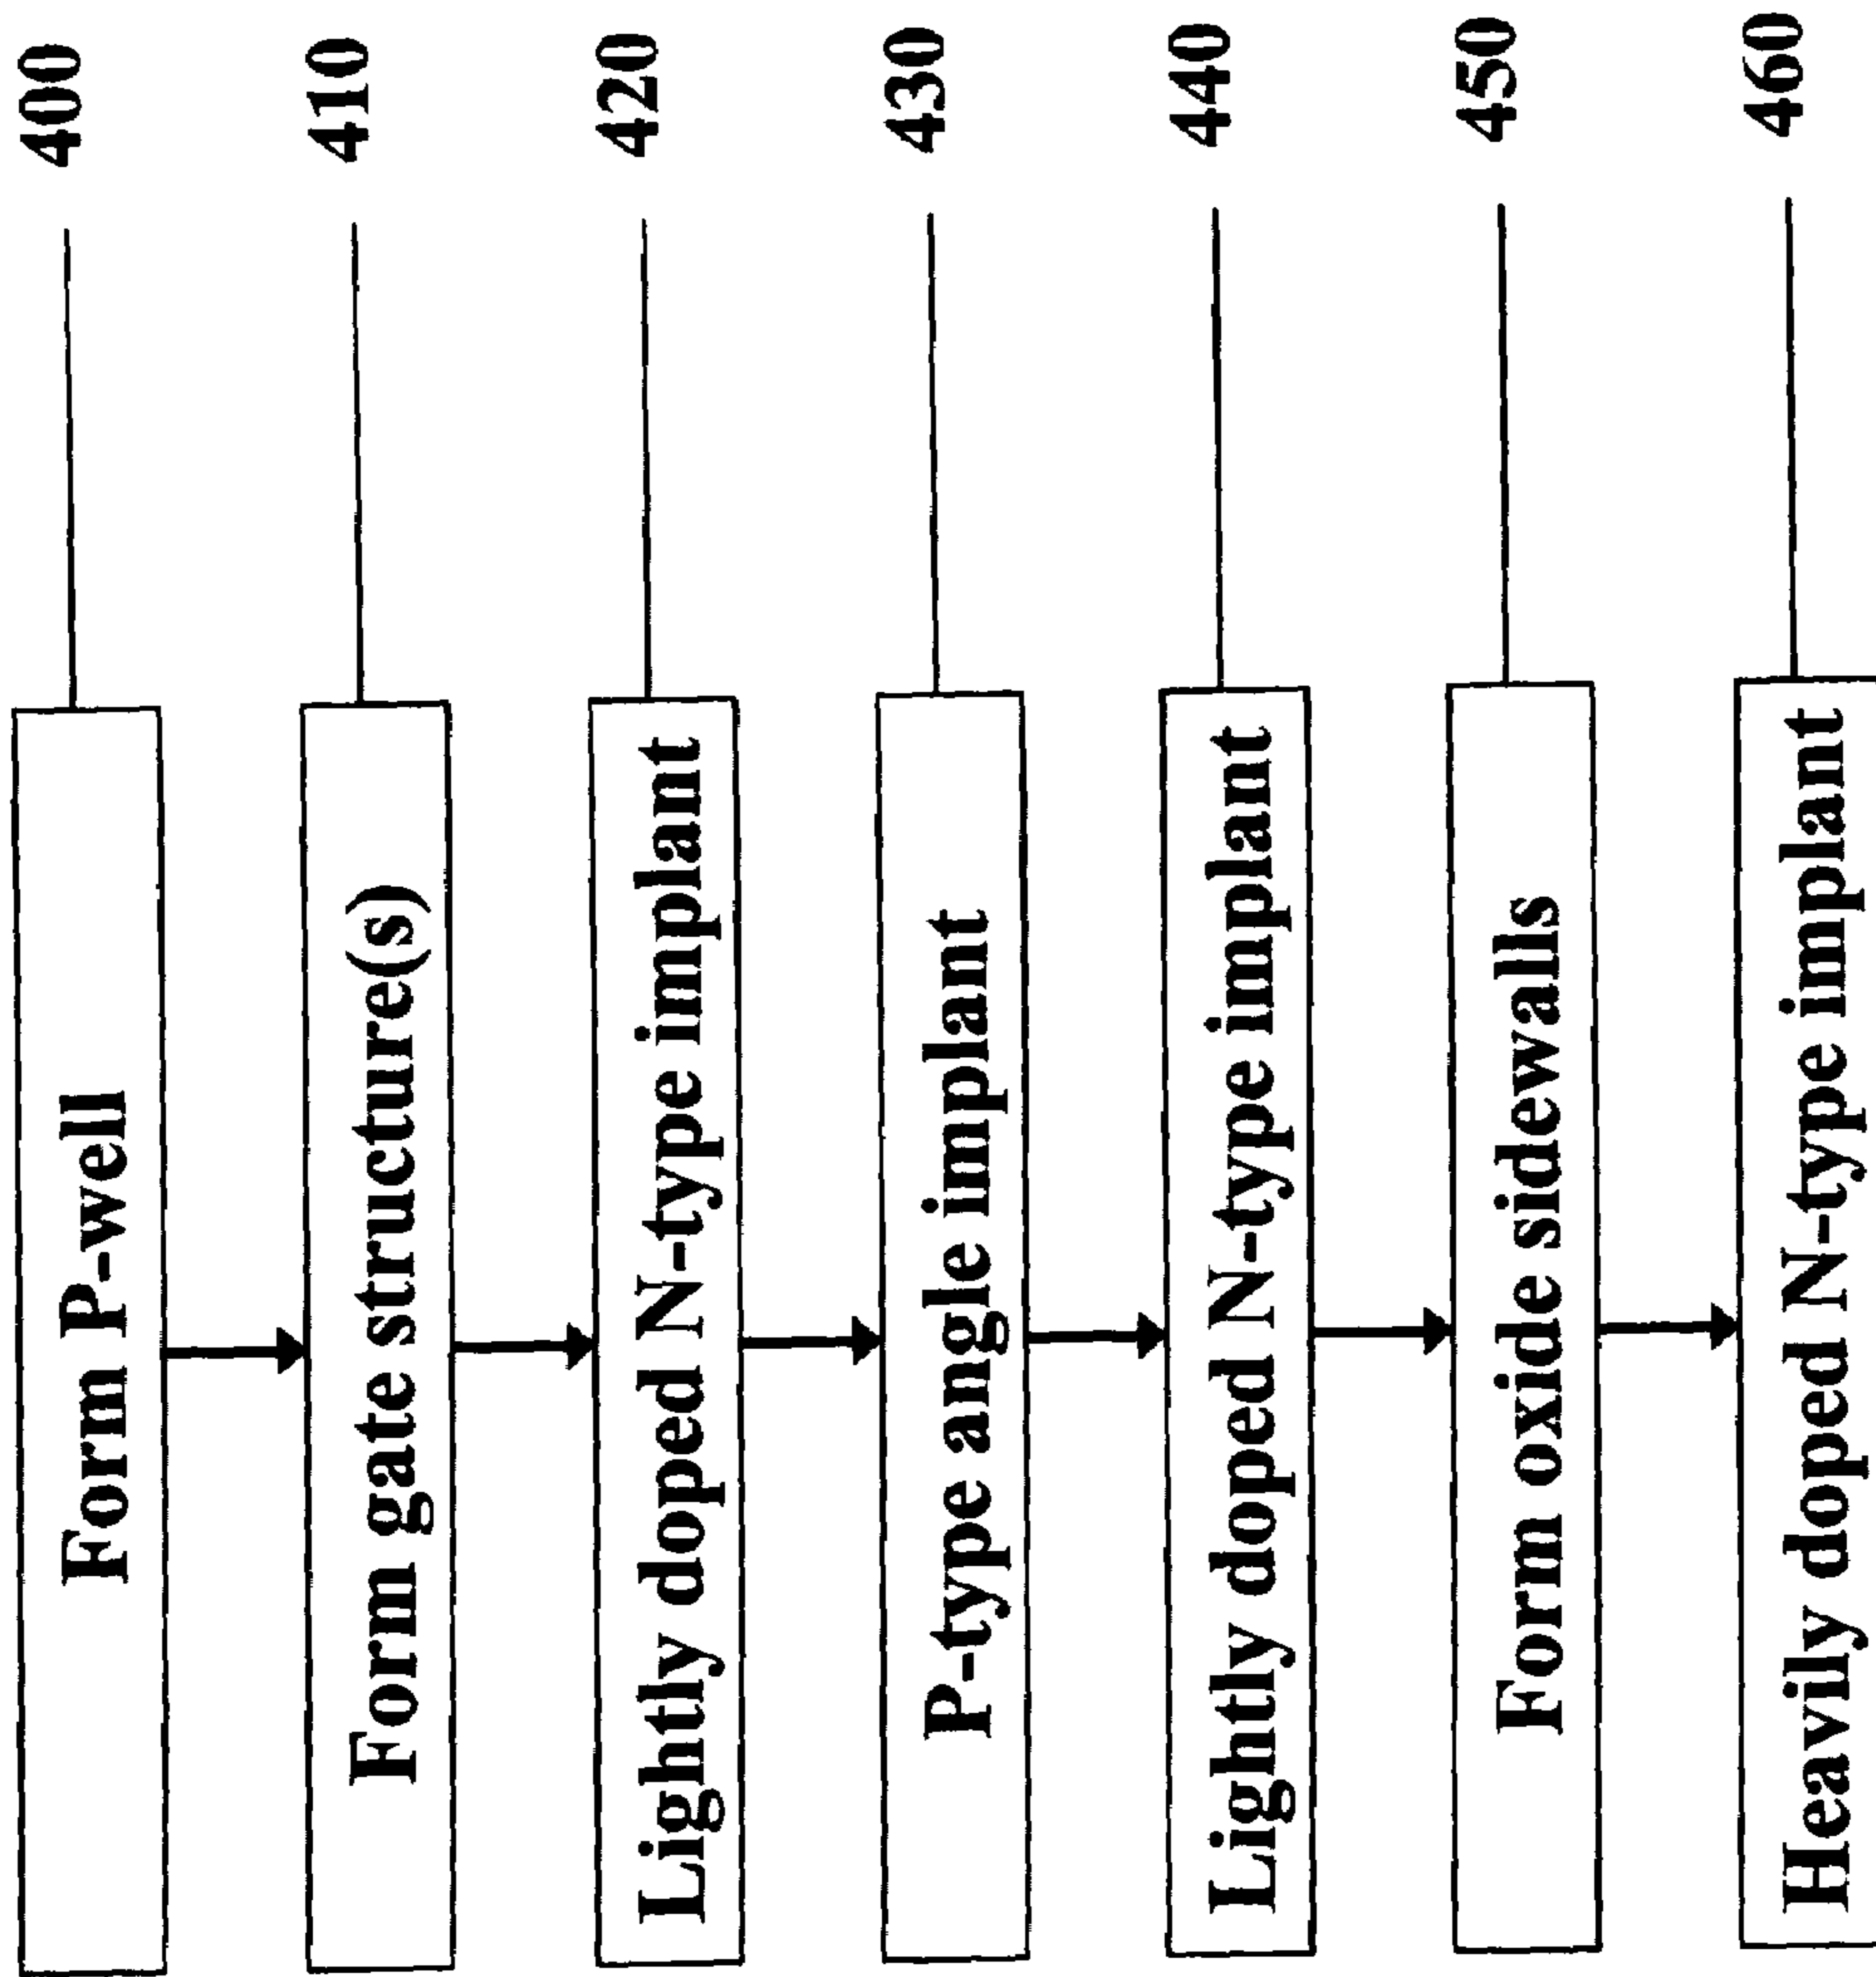 Form P-well
400
Form gate structure(s)
410
Lightly doped N-type implant
420
P-type angle implant
430
Lightly doped N-type implant
440
Form oxide sidewalls
450
Heavily doped N-type implant
460